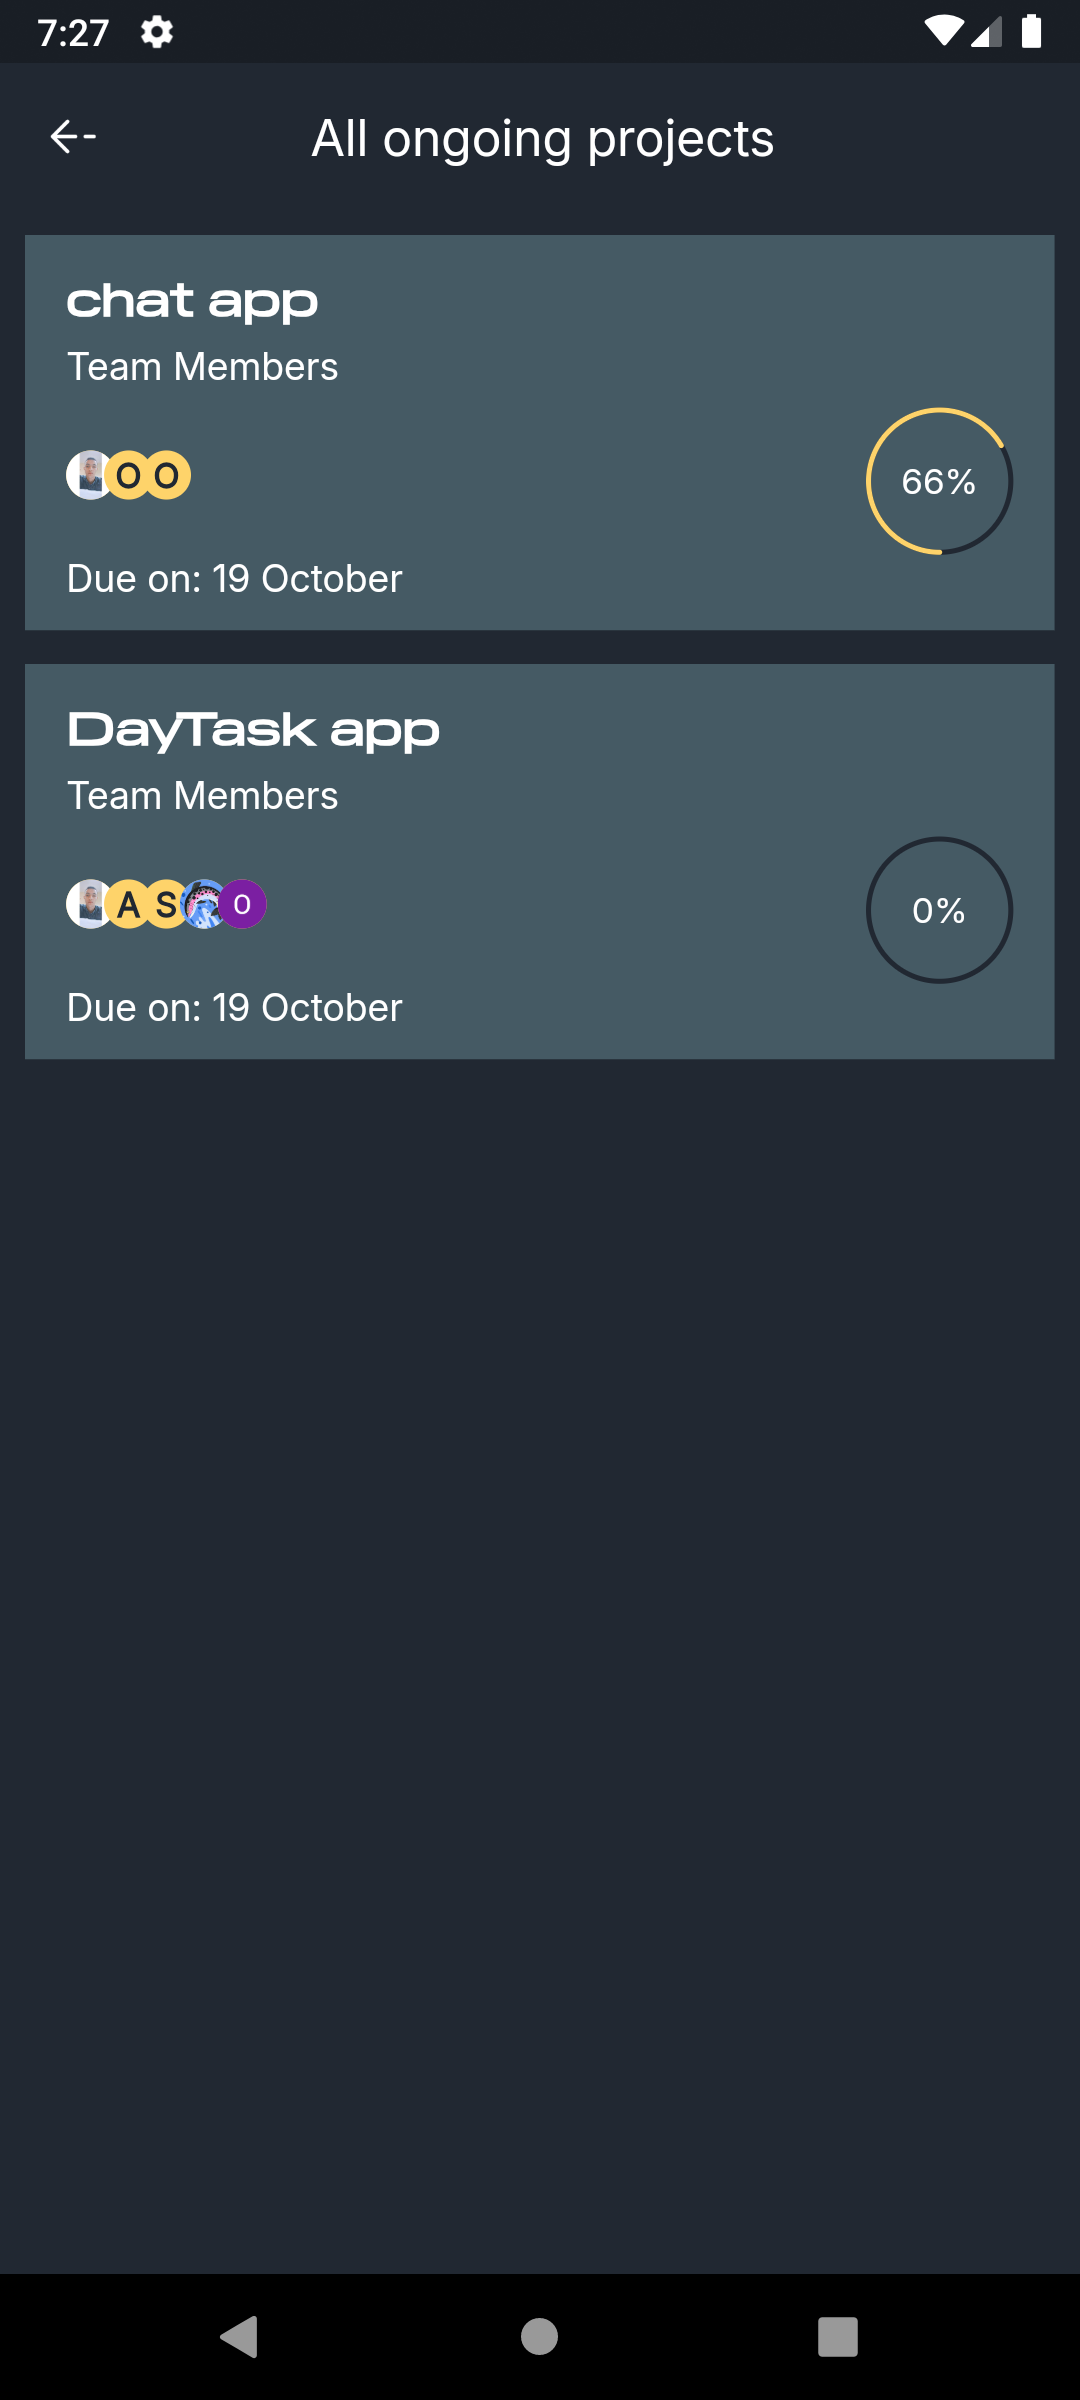 7:27
All ongoing projects
chat app
Team Members
O O
66%
Due on: 19 October
DayTask app
Team Members
A S O
0%
Due on: 19 October